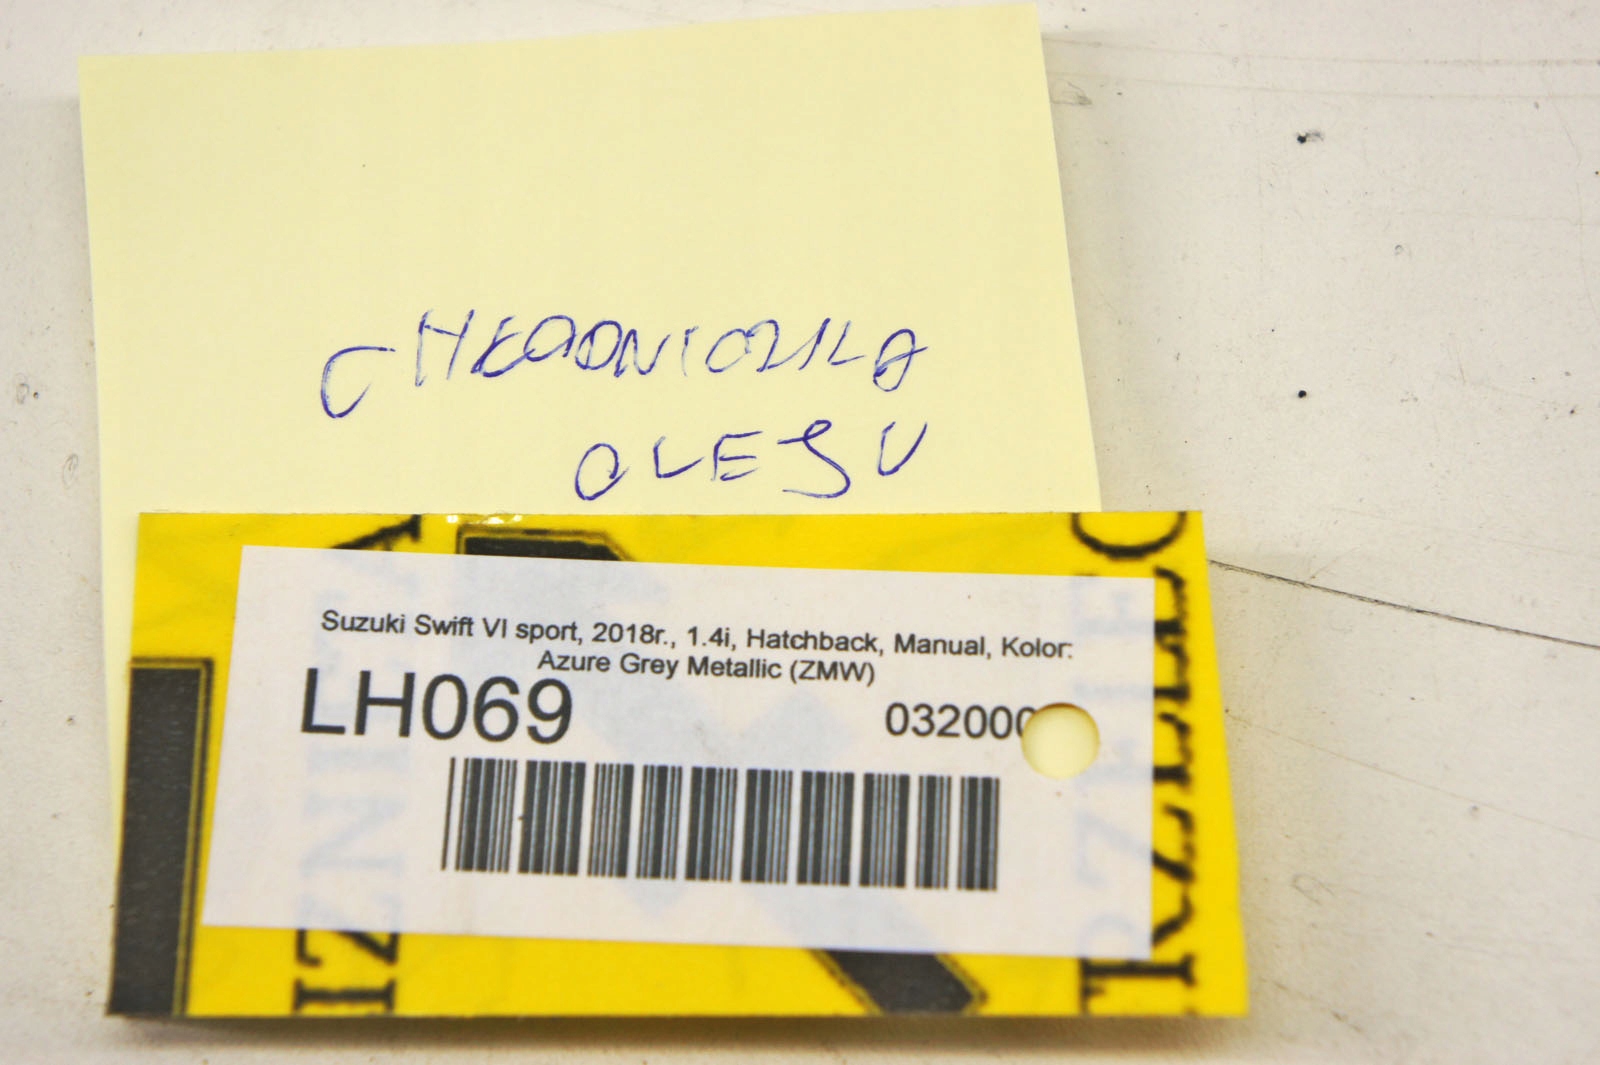 CHŁODNICZKA
OLEJU
Suzuki Swift VI sport, 2018r., 1.4i, Hatchback, Manual, Kolor:
Azure Grey Metallic (ZMW)
LH069
032000